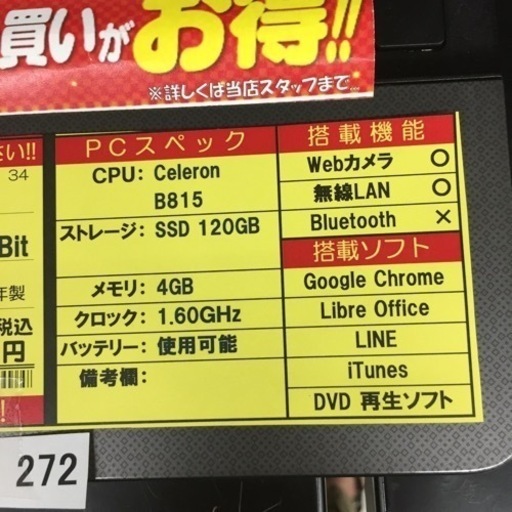 買いがお得!!
※詳しくは当店スタッフまで...
さい!!
34
Bit
年製
税込
円
!
PCスペック
CPU: Celeron
B815
ストレージ: SSD 120GB
メモリ: 4GB
クロック: 1.60GHz
バッテリー: 使用可能
備考欄:
搭載機能
Webカメラ ○
無線LAN ○
Bluetooth ×
搭載ソフト
Google Chrome
Libre Office
LINE
iTunes
DVD 再生ソフト
272